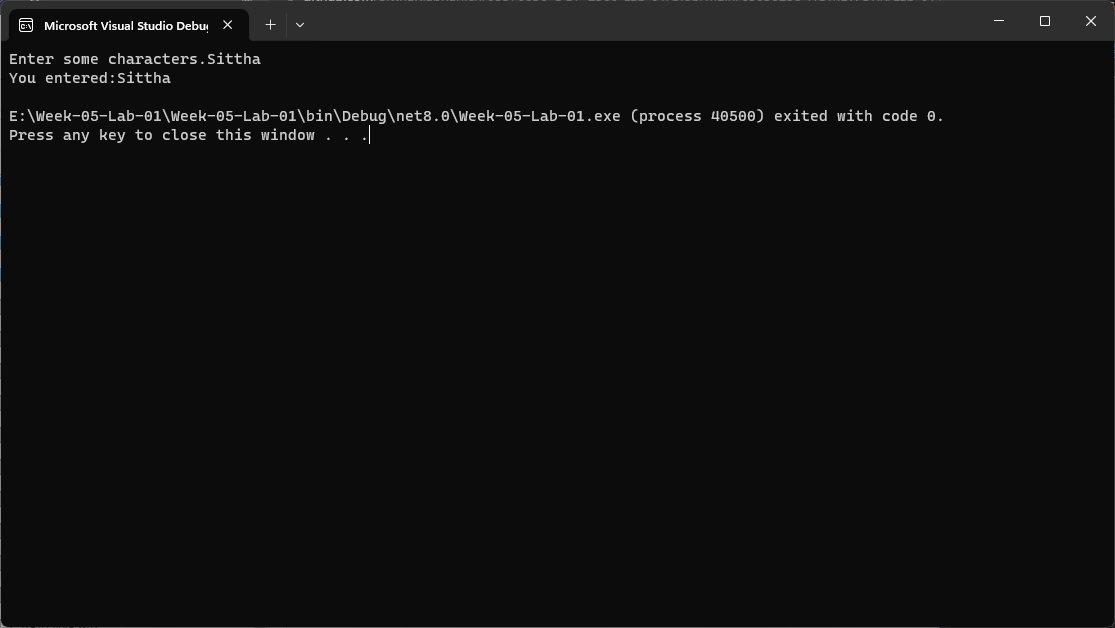 Microsoft Visual Studio Debug
Enter some characters.Sittha
You entered:Sittha
E:\Week-05-Lab-01\Week-05-Lab-01\bin\Debug\net8.0\Week-05-Lab-01.exe (process 40500) exited with code 0.
Press any key to close this window . . .